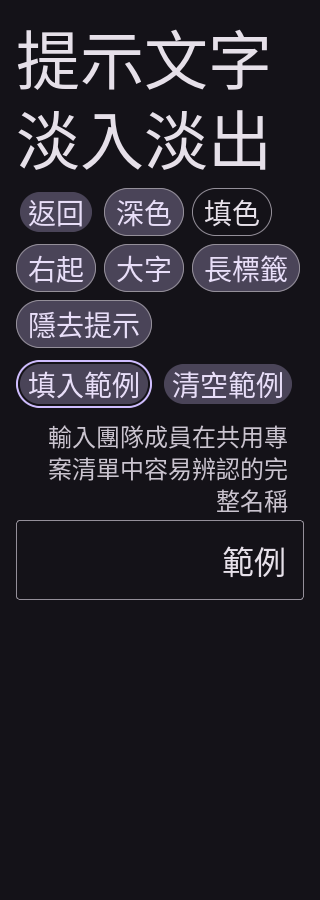 提示文字
淡入淡出
返回 深色 填色
右起 大字 長標籤
隱去提示
填入範例 清空範例
輸入團隊成員在共用專
案清單中容易辨認的完
整名稱
範例